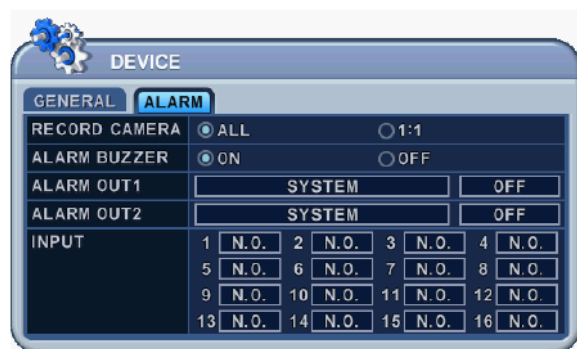 DEVICE
GENERAL ALARM
RECORD CAMERA ALL 1:1
ALARM BUZZER ON OFF
ALARM OUT1 SYSTEM OFF
ALARM OUT2 SYSTEM OFF
INPUT 1 N.O. 2 N.O. 3 N.O. 4 N.O.
5 N.O. 6 N.O. 7 N.O. 8 N.O.
9 N.O. 10 N.O. 11 N.O. 12 N.O.
13 N.O. 14 N.O. 15 N.O. 16 N.O.